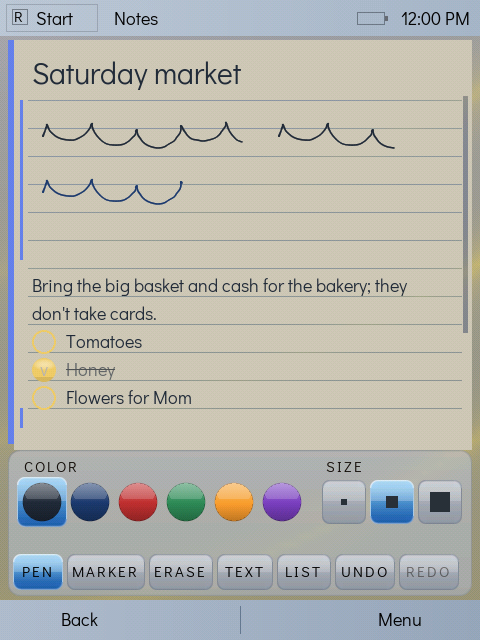 R Start Notes 12:00 PM
Saturday market
Bring the big basket and cash for the bakery; they
don't take cards.
Tomatoes
v Honey
Flowers for Mom
COLOR SIZE
PEN MARKER ERASE TEXT LIST UNDO REDO
Back Menu